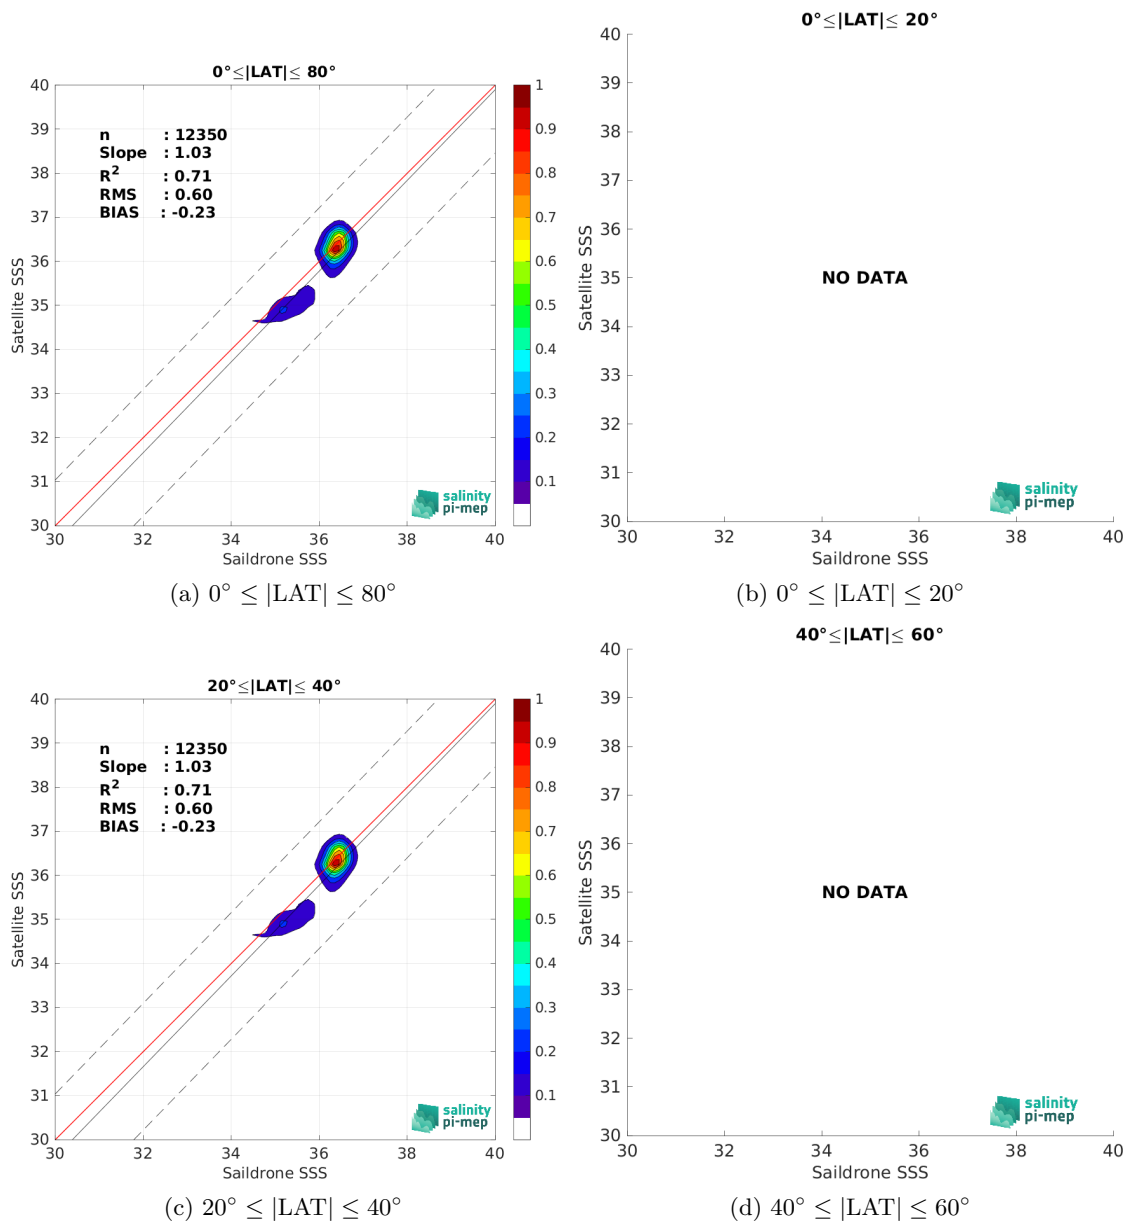 0°≤|LAT|≤ 80°
40
39
38
37
36
35
34
33
32
31
30
Satellite SSS
n : 12350
Slope : 1.03
R² : 0.71
RMS : 0.60
BIAS : -0.23
1
0.9
0.8
0.7
0.6
0.5
0.4
0.3
0.2
0.1
salinity
pi-mep
30 32 34 36 38 40
Saildrone SSS
(a) 0° ≤ |LAT| ≤ 80°
0°≤|LAT|≤ 20°
40
39
38
37
36
35
34
33
32
31
30
Satellite SSS
NO DATA
salinity
pi-mep
30 32 34 36 38 40
Saildrone SSS
(b) 0° ≤ |LAT| ≤ 20°
20°≤|LAT|≤ 40°
40
39
38
37
36
35
34
33
32
31
30
Satellite SSS
n : 12350
Slope : 1.03
R² : 0.71
RMS : 0.60
BIAS : -0.23
1
0.9
0.8
0.7
0.6
0.5
0.4
0.3
0.2
0.1
salinity
pi-mep
30 32 34 36 38 40
Saildrone SSS
(c) 20° ≤ |LAT| ≤ 40°
40°≤|LAT|≤ 60°
40
39
38
37
36
35
34
33
32
31
30
Satellite SSS
NO DATA
salinity
pi-mep
30 32 34 36 38 40
Saildrone SSS
(d) 40° ≤ |LAT| ≤ 60°